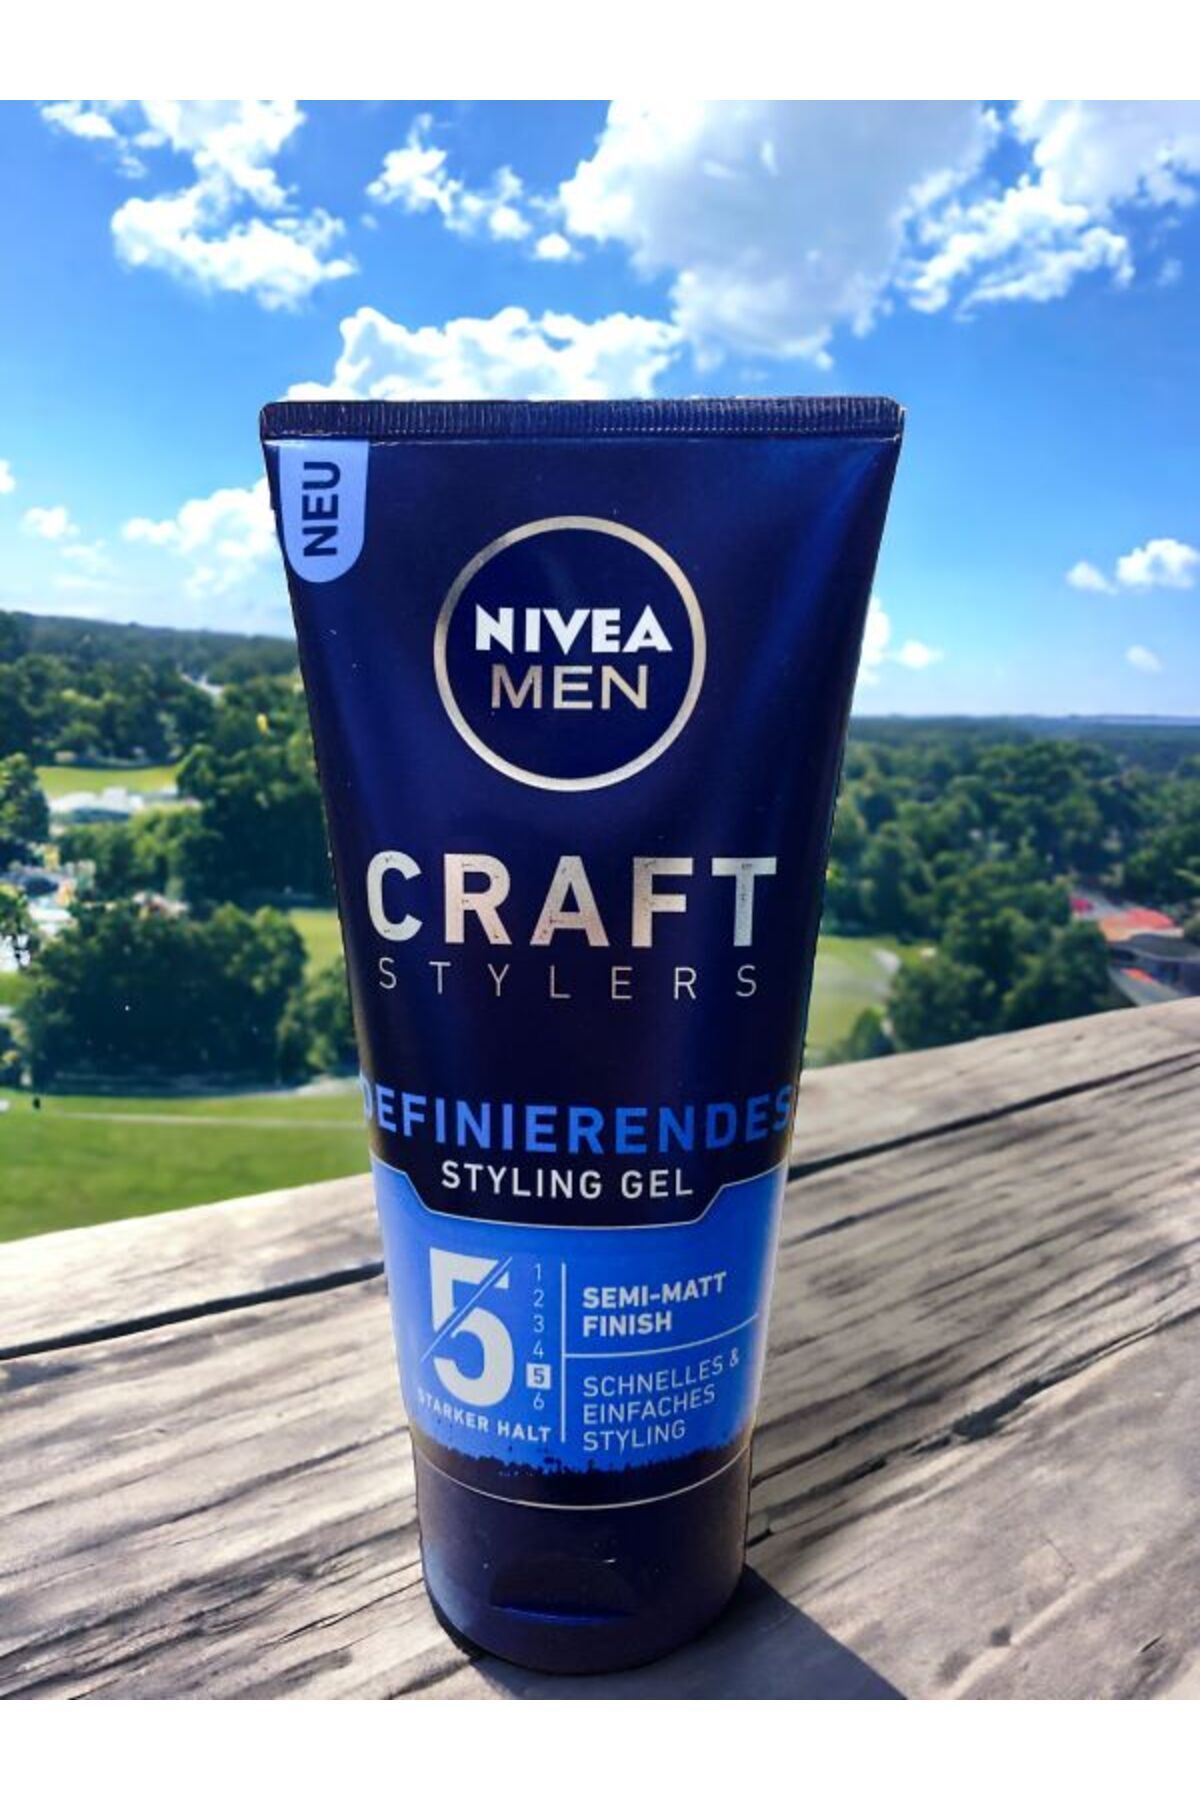 NEU
NIVEA
MEN
CRAFT
STYLERS
DEFINIERENDES
STYLING GEL
5
STARKER HALT
1
2
3
4
5
6
SEMI-MATT
FINISH
SCHNELLES &
EINFACHES
STYLING